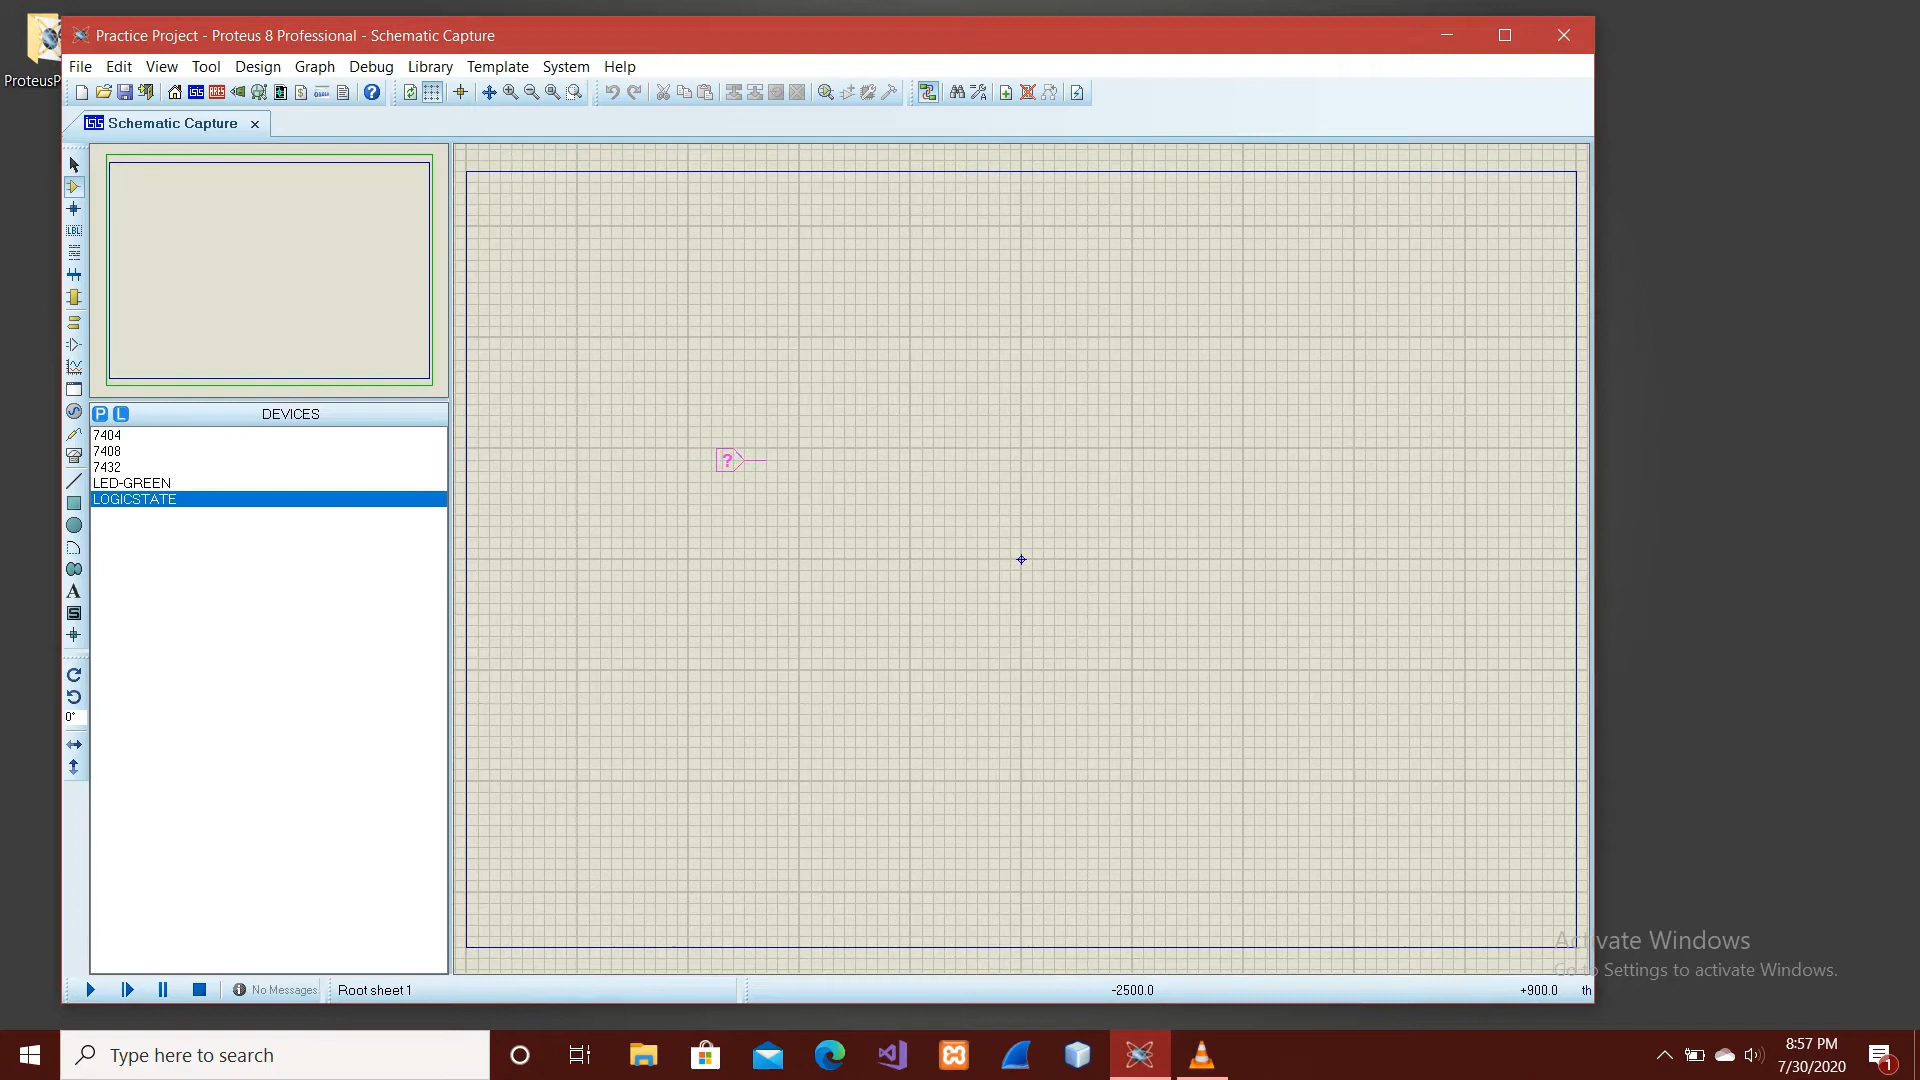 Practice Project - Proteus 8 Professional - Schematic Capture
File Edit View Tool Design Graph Debug Library Template System Help
Schematic Capture
P L DEVICES
7404
7408
7432
LED-GREEN
LOGICSTATE
?
LBL
A
S
0°
No Messages
Root sheet 1
-2500.0
+900.0
th
Activate Windows
Go to Settings to activate Windows.
Type here to search
8:57 PM
7/30/2020
1